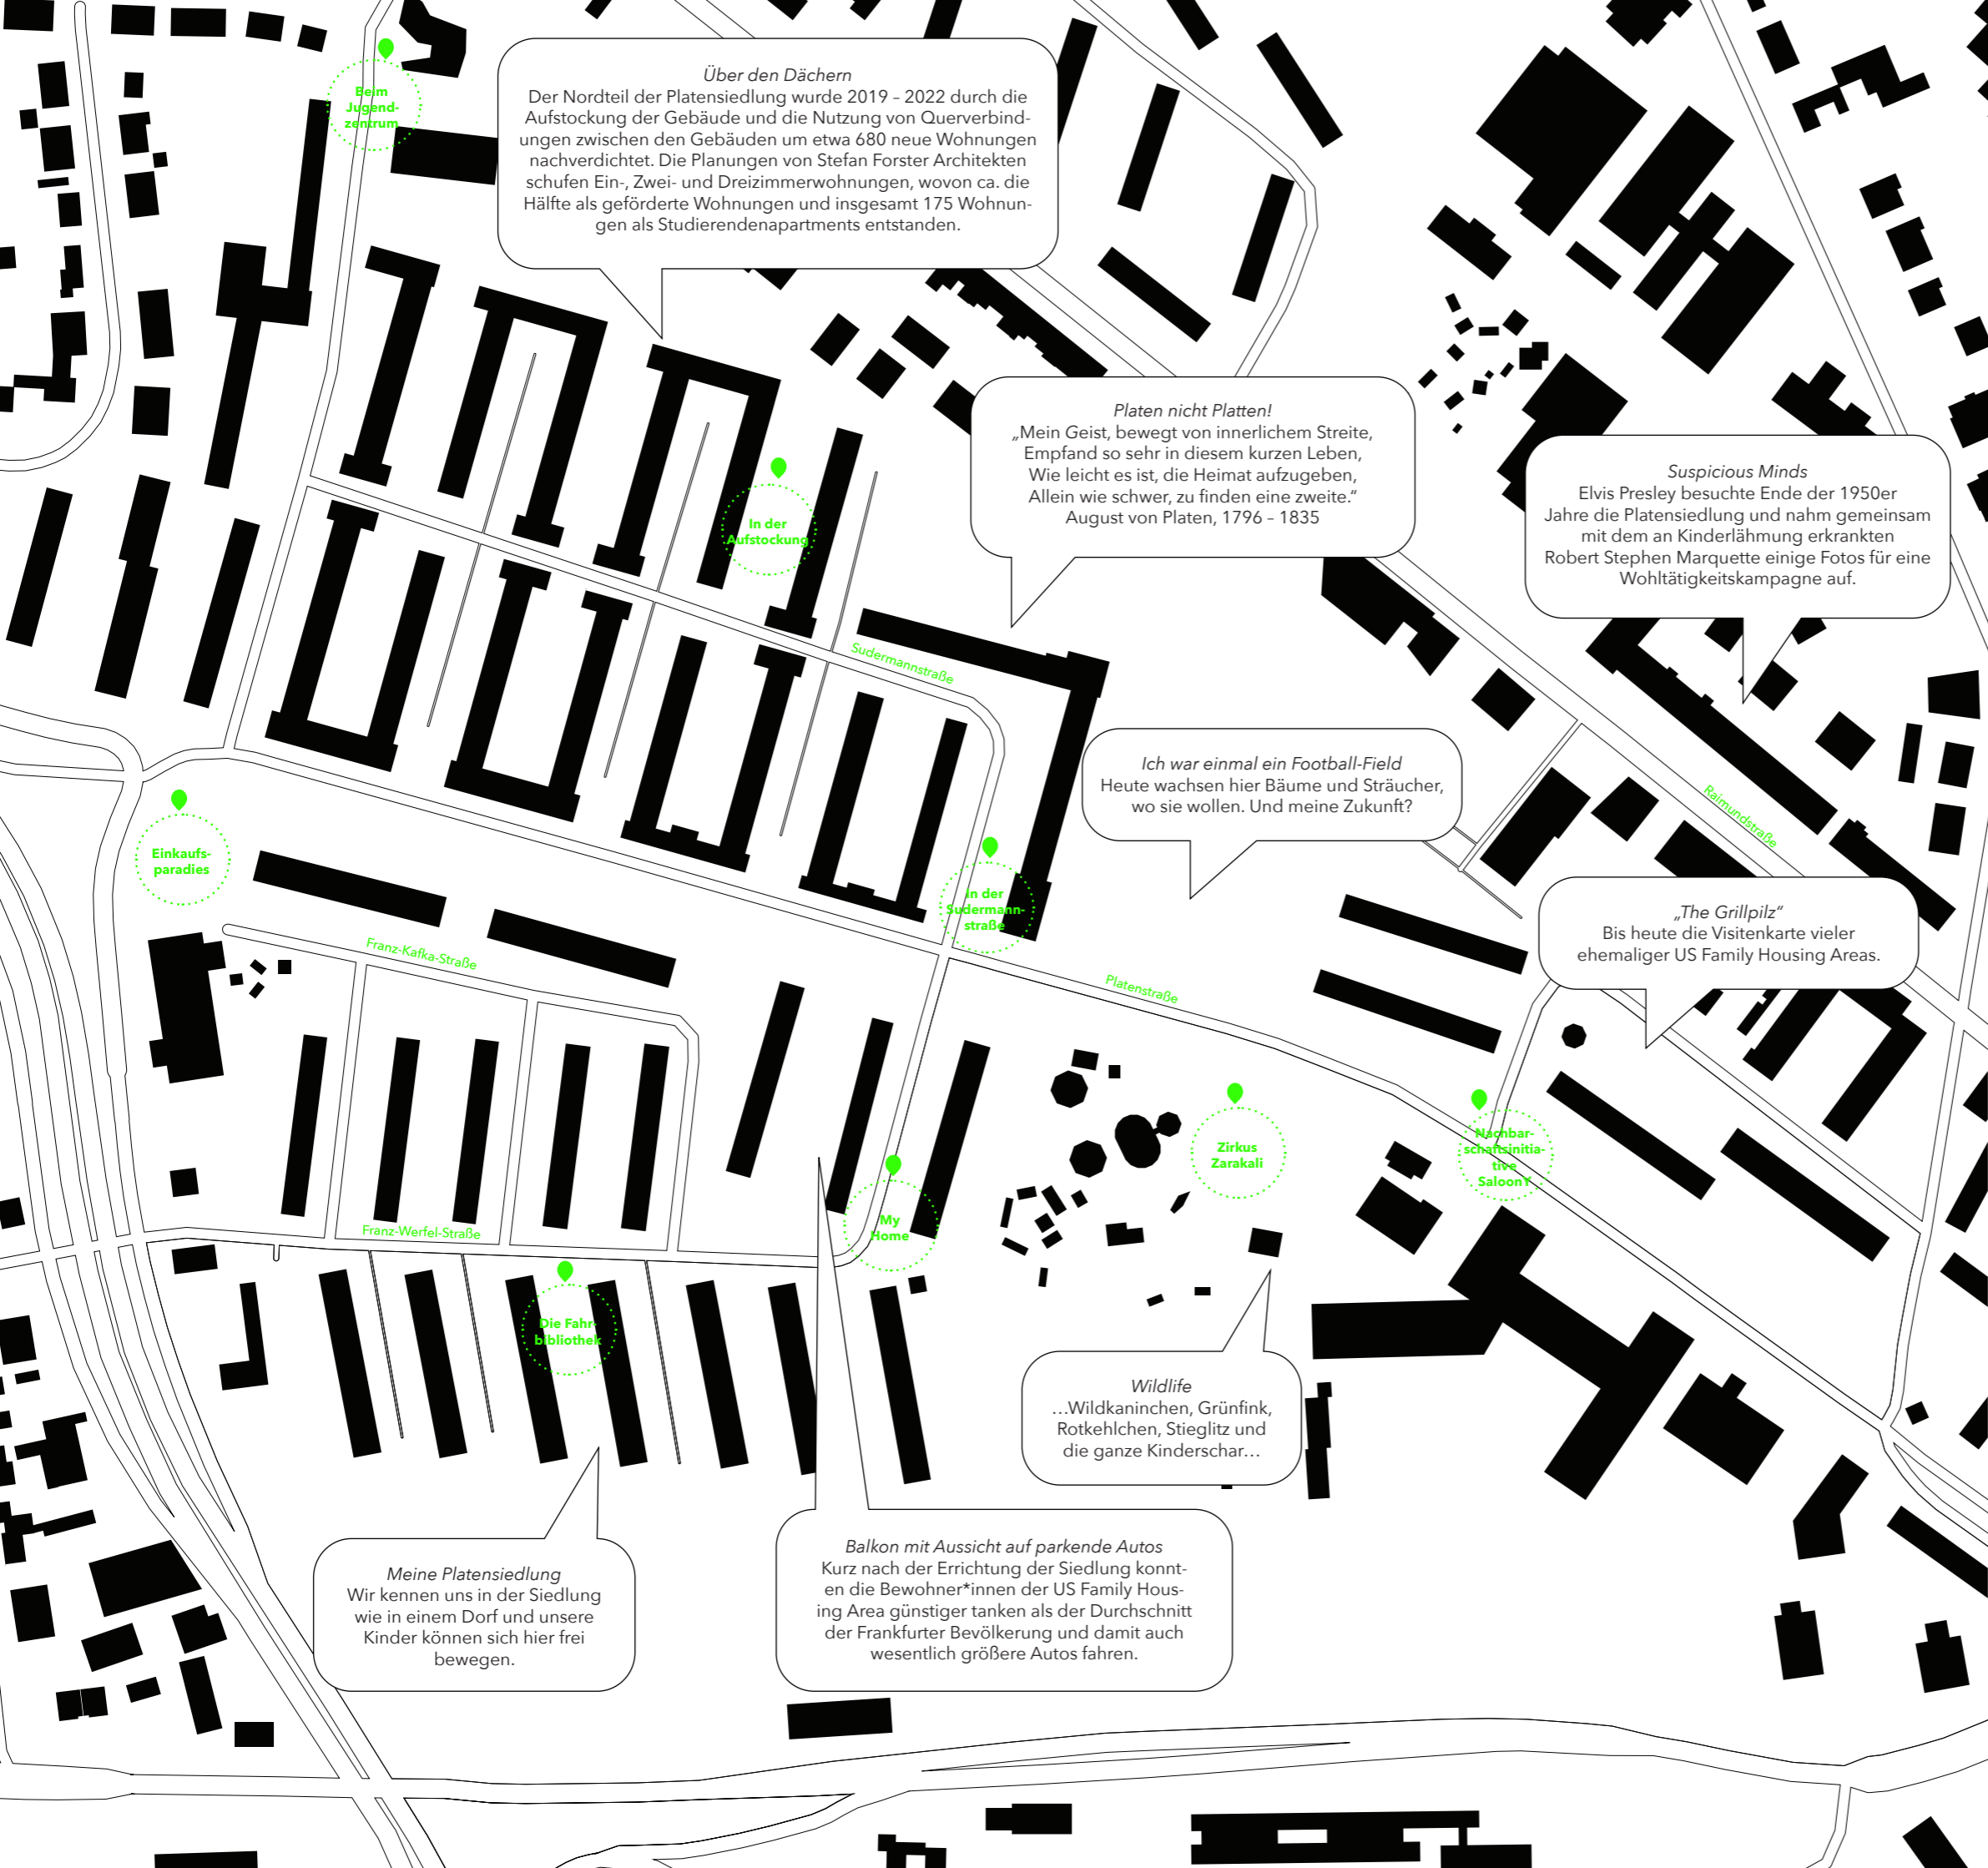 Beim
Jugend-
zentrum
Über den Dächern
Der Nordteil der Platensiedlung wurde 2019 – 2022 durch die
Aufstockung der Gebäude und die Nutzung von Querverbind-
ungen zwischen den Gebäuden um etwa 680 neue Wohnungen
nachverdichtet. Die Planungen von Stefan Forster Architekten
schufen Ein-, Zwei- und Dreizimmerwohnungen, wovon ca. die
Hälfte als geförderte Wohnungen und insgesamt 175 Wohnun-
gen als Studierendenapartments entstanden.
Platen nicht Platten!
„Mein Geist, bewegt von innerlichem Streite,
Empfand so sehr in diesem kurzen Leben,
Wie leicht es ist, die Heimat aufzugeben,
Allein wie schwer, zu finden eine zweite.“
August von Platen, 1796 – 1835
Suspicious Minds
Elvis Presley besuchte Ende der 1950er
Jahre die Platensiedlung und nahm gemeinsam
mit dem an Kinderlähmung erkrankten
Robert Stephen Marquette einige Fotos für eine
Wohltätigkeitskampagne auf.
In der
Aufstockung
Sudermannstraße
Ich war einmal ein Football-Field
Heute wachsen hier Bäume und Sträucher,
wo sie wollen. Und meine Zukunft?
Raimundstraße
Einkaufs-
paradies
In der
Sudermann-
straße
„The Grillpilz“
Bis heute die Visitenkarte vieler
ehemaliger US Family Housing Areas.
Franz-Kafka-Straße
Platenstraße
Zirkus
Zarakali
Nachbar-
schaftsinitia-
tive
SaloonY
My
Home
Franz-Werfel-Straße
Die Fahr-
bibliothek
Wildlife
…Wildkaninchen, Grünfink,
Rotkehlchen, Stieglitz und
die ganze Kinderschar…
Meine Platensiedlung
Wir kennen uns in der Siedlung
wie in einem Dorf und unsere
Kinder können sich hier frei
bewegen.
Balkon mit Aussicht auf parkende Autos
Kurz nach der Errichtung der Siedlung konnt-
en die Bewohner*innen der US Family Hous-
ing Area günstiger tanken als der Durchschnitt
der Frankfurter Bevölkerung und damit auch
wesentlich größere Autos fahren.